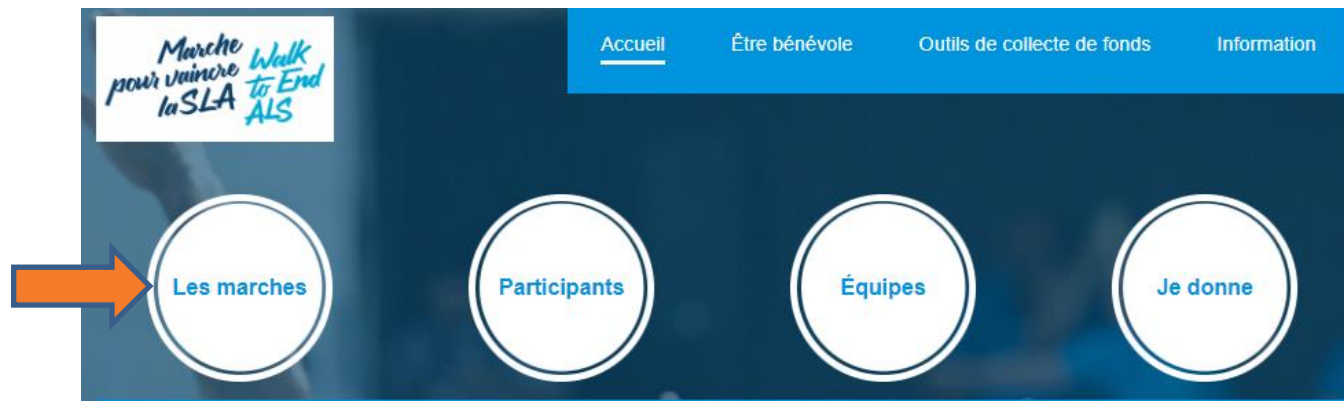 Marche
pour vaincre
la SLA
Walk
to End
ALS
Accueil
Être bénévole
Outils de collecte de fonds
Information
Les marches
Participants
Équipes
Je donne